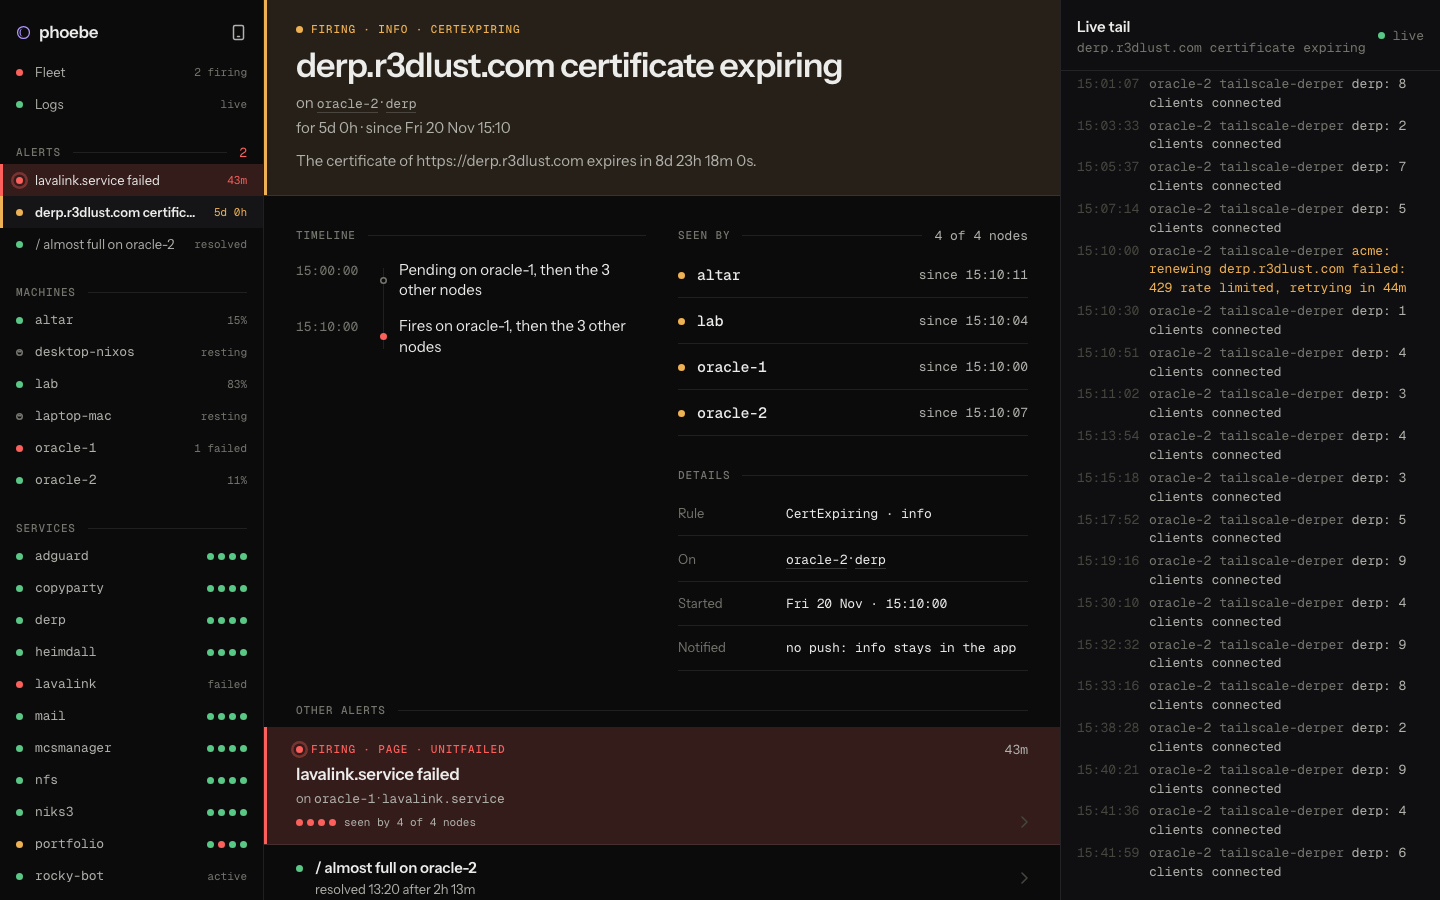 phoebe
Fleet 2 firing
Logs live
ALERTS 2
lavalink.service failed 43m
derp.r3dlust.com certific... 5d 0h
/ almost full on oracle-2 resolved
MACHINES
altar 15%
desktop-nixos resting
lab 83%
laptop-mac resting
oracle-1 1 failed
oracle-2 11%
SERVICES
adguard
copyparty
derp
heimdall
lavalink failed
mail
mcsmanager
nfs
niks3
portfolio
rocky-bot active
FIRING · INFO · CERTEXPIRING
derp.r3dlust.com certificate expiring
on oracle-2·derp
for 5d 0h · since Fri 20 Nov 15:10
The certificate of https://derp.r3dlust.com expires in 8d 23h 18m 0s.
TIMELINE
15:00:00 Pending on oracle-1, then the 3
other nodes
15:10:00 Fires on oracle-1, then the 3 other
nodes
SEEN BY 4 of 4 nodes
altar since 15:10:11
lab since 15:10:04
oracle-1 since 15:10:00
oracle-2 since 15:10:07
DETAILS
Rule CertExpiring · info
On oracle-2·derp
Started Fri 20 Nov · 15:10:00
Notified no push: info stays in the app
OTHER ALERTS
FIRING · PAGE · UNITFAILED 43m
lavalink.service failed
on oracle-1·lavalink.service
seen by 4 of 4 nodes
/ almost full on oracle-2
resolved 13:20 after 2h 13m
Live tail
derp.r3dlust.com certificate expiring live
15:01:07 oracle-2 tailscale-derper derp: 8
clients connected
15:03:33 oracle-2 tailscale-derper derp: 2
clients connected
15:05:37 oracle-2 tailscale-derper derp: 7
clients connected
15:07:14 oracle-2 tailscale-derper derp: 5
clients connected
15:10:00 oracle-2 tailscale-derper acme:
renewing derp.r3dlust.com failed:
429 rate limited, retrying in 44m
15:10:30 oracle-2 tailscale-derper derp: 1
clients connected
15:10:51 oracle-2 tailscale-derper derp: 4
clients connected
15:11:02 oracle-2 tailscale-derper derp: 3
clients connected
15:13:54 oracle-2 tailscale-derper derp: 4
clients connected
15:15:18 oracle-2 tailscale-derper derp: 3
clients connected
15:17:52 oracle-2 tailscale-derper derp: 5
clients connected
15:19:16 oracle-2 tailscale-derper derp: 9
clients connected
15:30:10 oracle-2 tailscale-derper derp: 4
clients connected
15:32:32 oracle-2 tailscale-derper derp: 9
clients connected
15:33:16 oracle-2 tailscale-derper derp: 8
clients connected
15:38:28 oracle-2 tailscale-derper derp: 2
clients connected
15:40:21 oracle-2 tailscale-derper derp: 9
clients connected
15:41:36 oracle-2 tailscale-derper derp: 4
clients connected
15:41:59 oracle-2 tailscale-derper derp: 6
clients connected